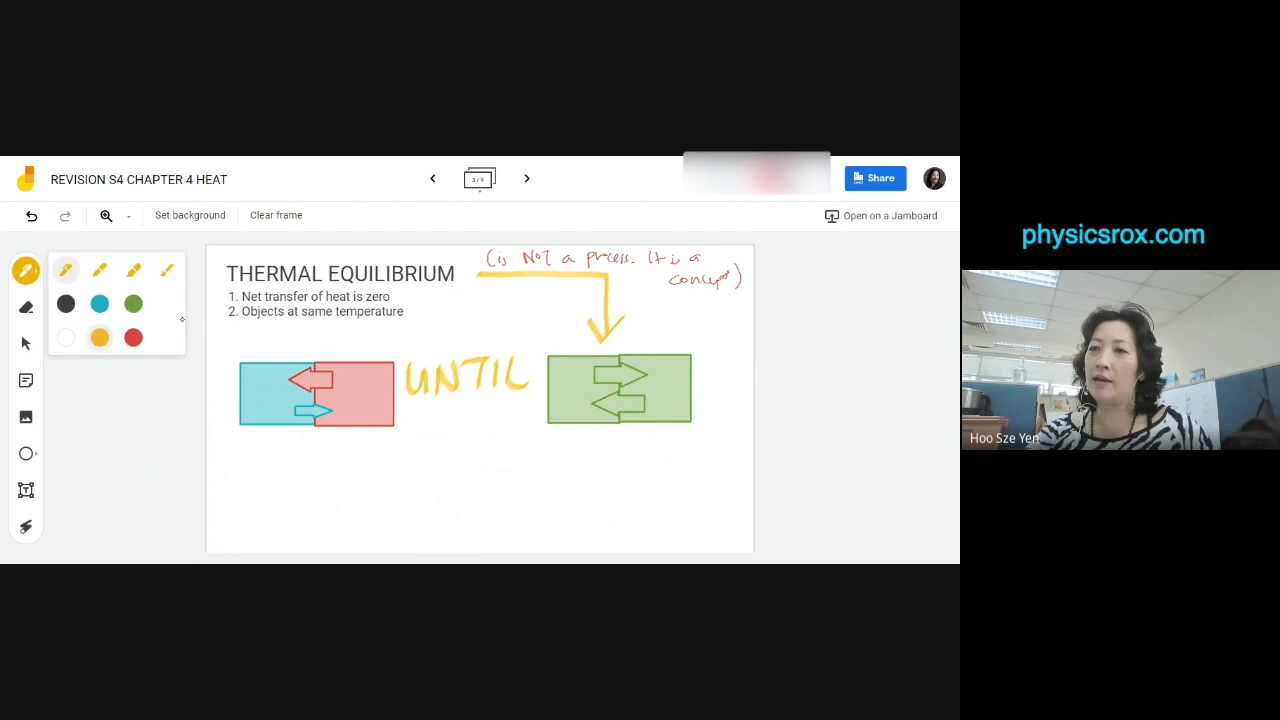 REVISION S4 CHAPTER 4 HEAT
3 / 9
Share
Set background
Clear frame
Open on a Jamboard
(is NOT a process. It is a
concept)
THERMAL EQUILIBRIUM
1. Net transfer of heat is zero
2. Objects at same temperature
UNTIL
physicsrox.com
Hoo Sze Yen